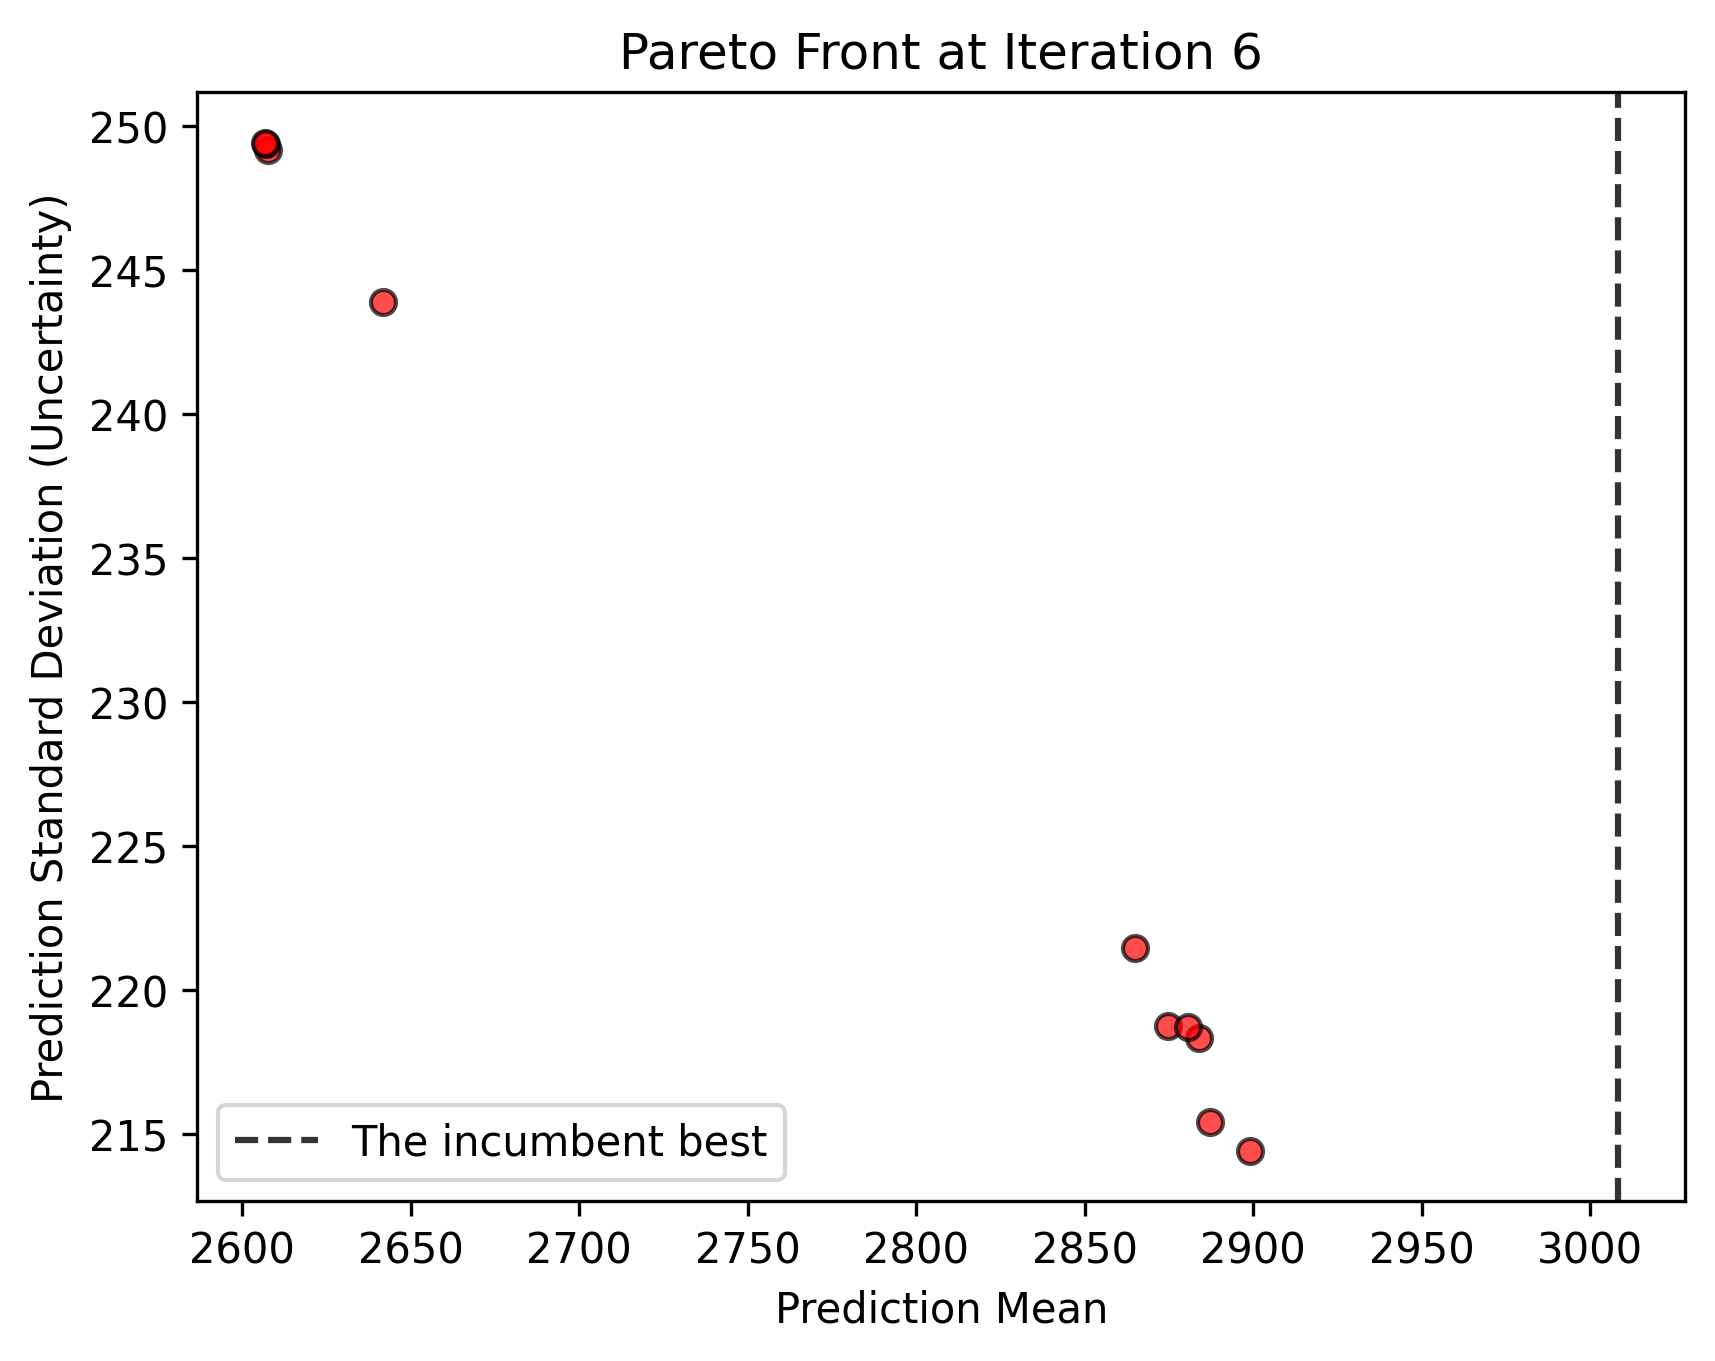 Pareto Front at Iteration 6
Prediction Standard Deviation (Uncertainty)
250
245
240
235
230
225
220
215
The incumbent best
2600 2650 2700 2750 2800 2850 2900 2950 3000
Prediction Mean